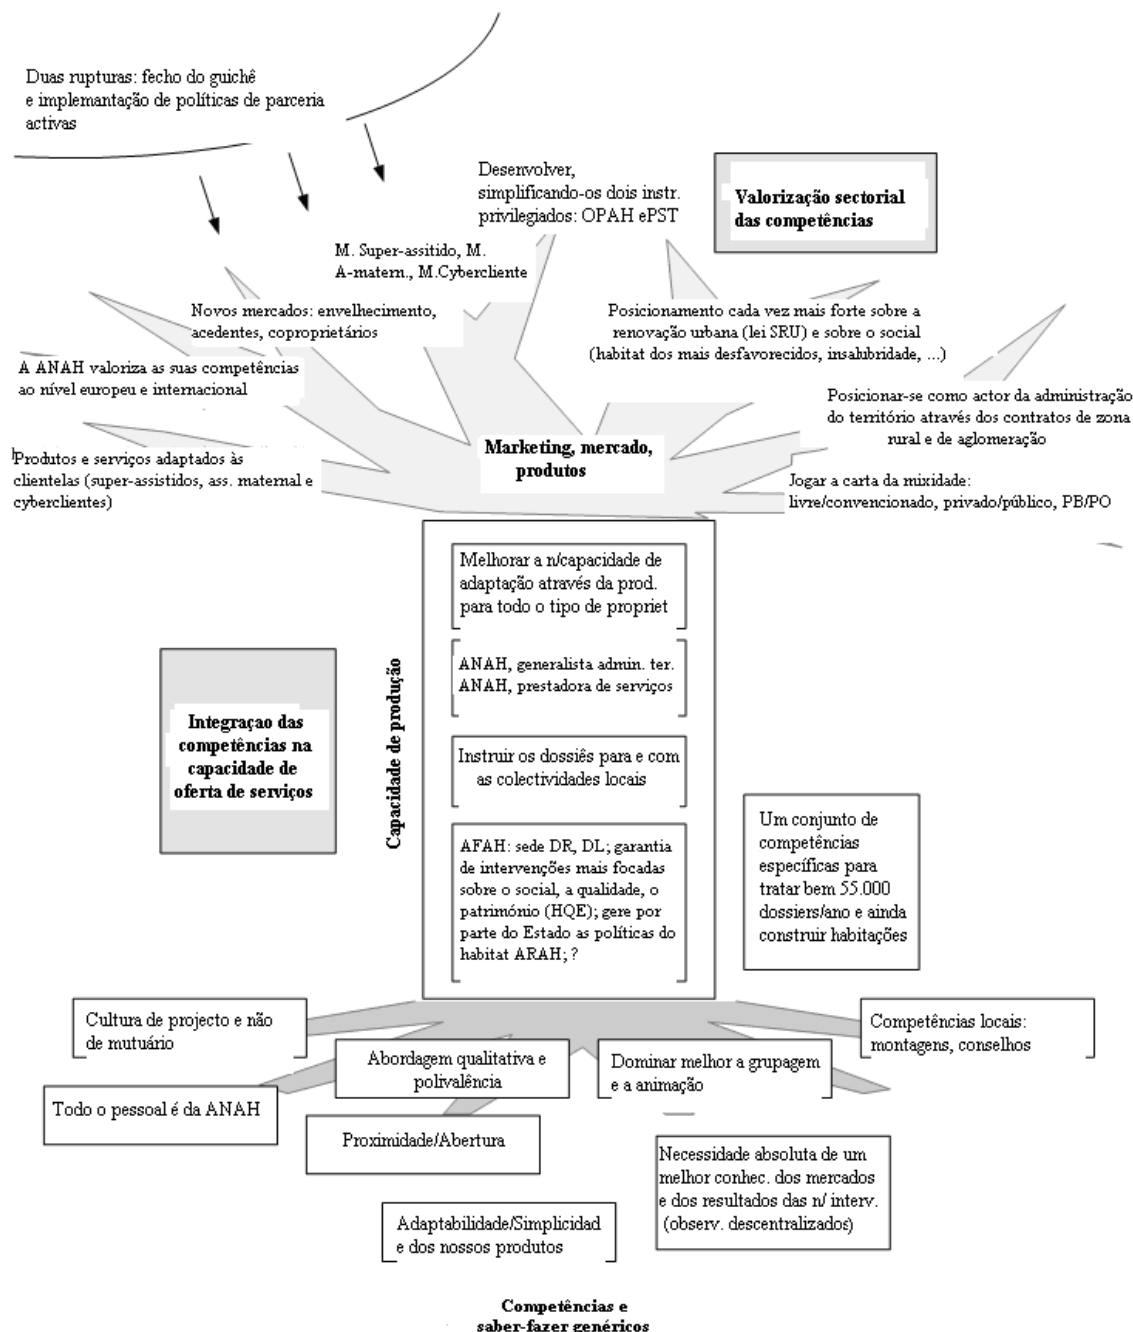 Duas rupturas: fecho do guichê
e implemantação de políticas de parceria
activas
Desenvolver,
simplificando-os dois instr.
privilegiados: OPAH ePST
Valorização sectorial
das competências
M. Super-assitido, M.
A-matern., M.Cybercliente
Novos mercados: envelhecimento,
acedentes, coproprietários
Posicionamento cada vez mais forte sobre a
renovação urbana (lei SRU) e sobre o social
(habitat dos mais desfavorecidos, insalubridade, ...)
A ANAH valoriza as suas competências
ao nível europeu e internacional
Posicionar-se como actor da administração
do território através dos contratos de zona
rural e de aglomeração
Marketing, mercado,
produtos
Produtos e serviços adaptados às
clientelas (super-assistidos, ass. maternal e
cyberclientes)
Jogar a carta da mixidade:
livre/convencionado, privado/público, PB/PO
Melhorar a n/capacidade de
adaptação através da prod.
para todo o tipo de propriet
ANAH, generalista admin. ter.
ANAH, prestadora de serviços
Capacidade de produção
Integraçao das
competências na
capacidade de
oferta de serviços
Instruir os dossiês para e com
as colectividades locais
AFAH: sede DR, DL; garantia
de intervenções mais focadas
sobre o social, a qualidade, o
património (HQE); gere por
parte do Estado as políticas do
habitat ARAH; ?
Um conjunto de
competências
específicas para
tratar bem 55.000
dossiers/ano e ainda
construir habitações
Cultura de projecto e não
de mutuário
Competências locais:
montagens, conselhos
Abordagem qualitativa e
polivalência
Dominar melhor a grupagem
e a animação
Todo o pessoal é da ANAH
Proximidade/Abertura
Necessidade absoluta de um
melhor conhec. dos mercados
e dos resultados das n/ interv.
(observ. descentralizados)
Adaptabilidade/Simplicidad
e dos nossos produtos
Competências e
saber-fazer genéricos